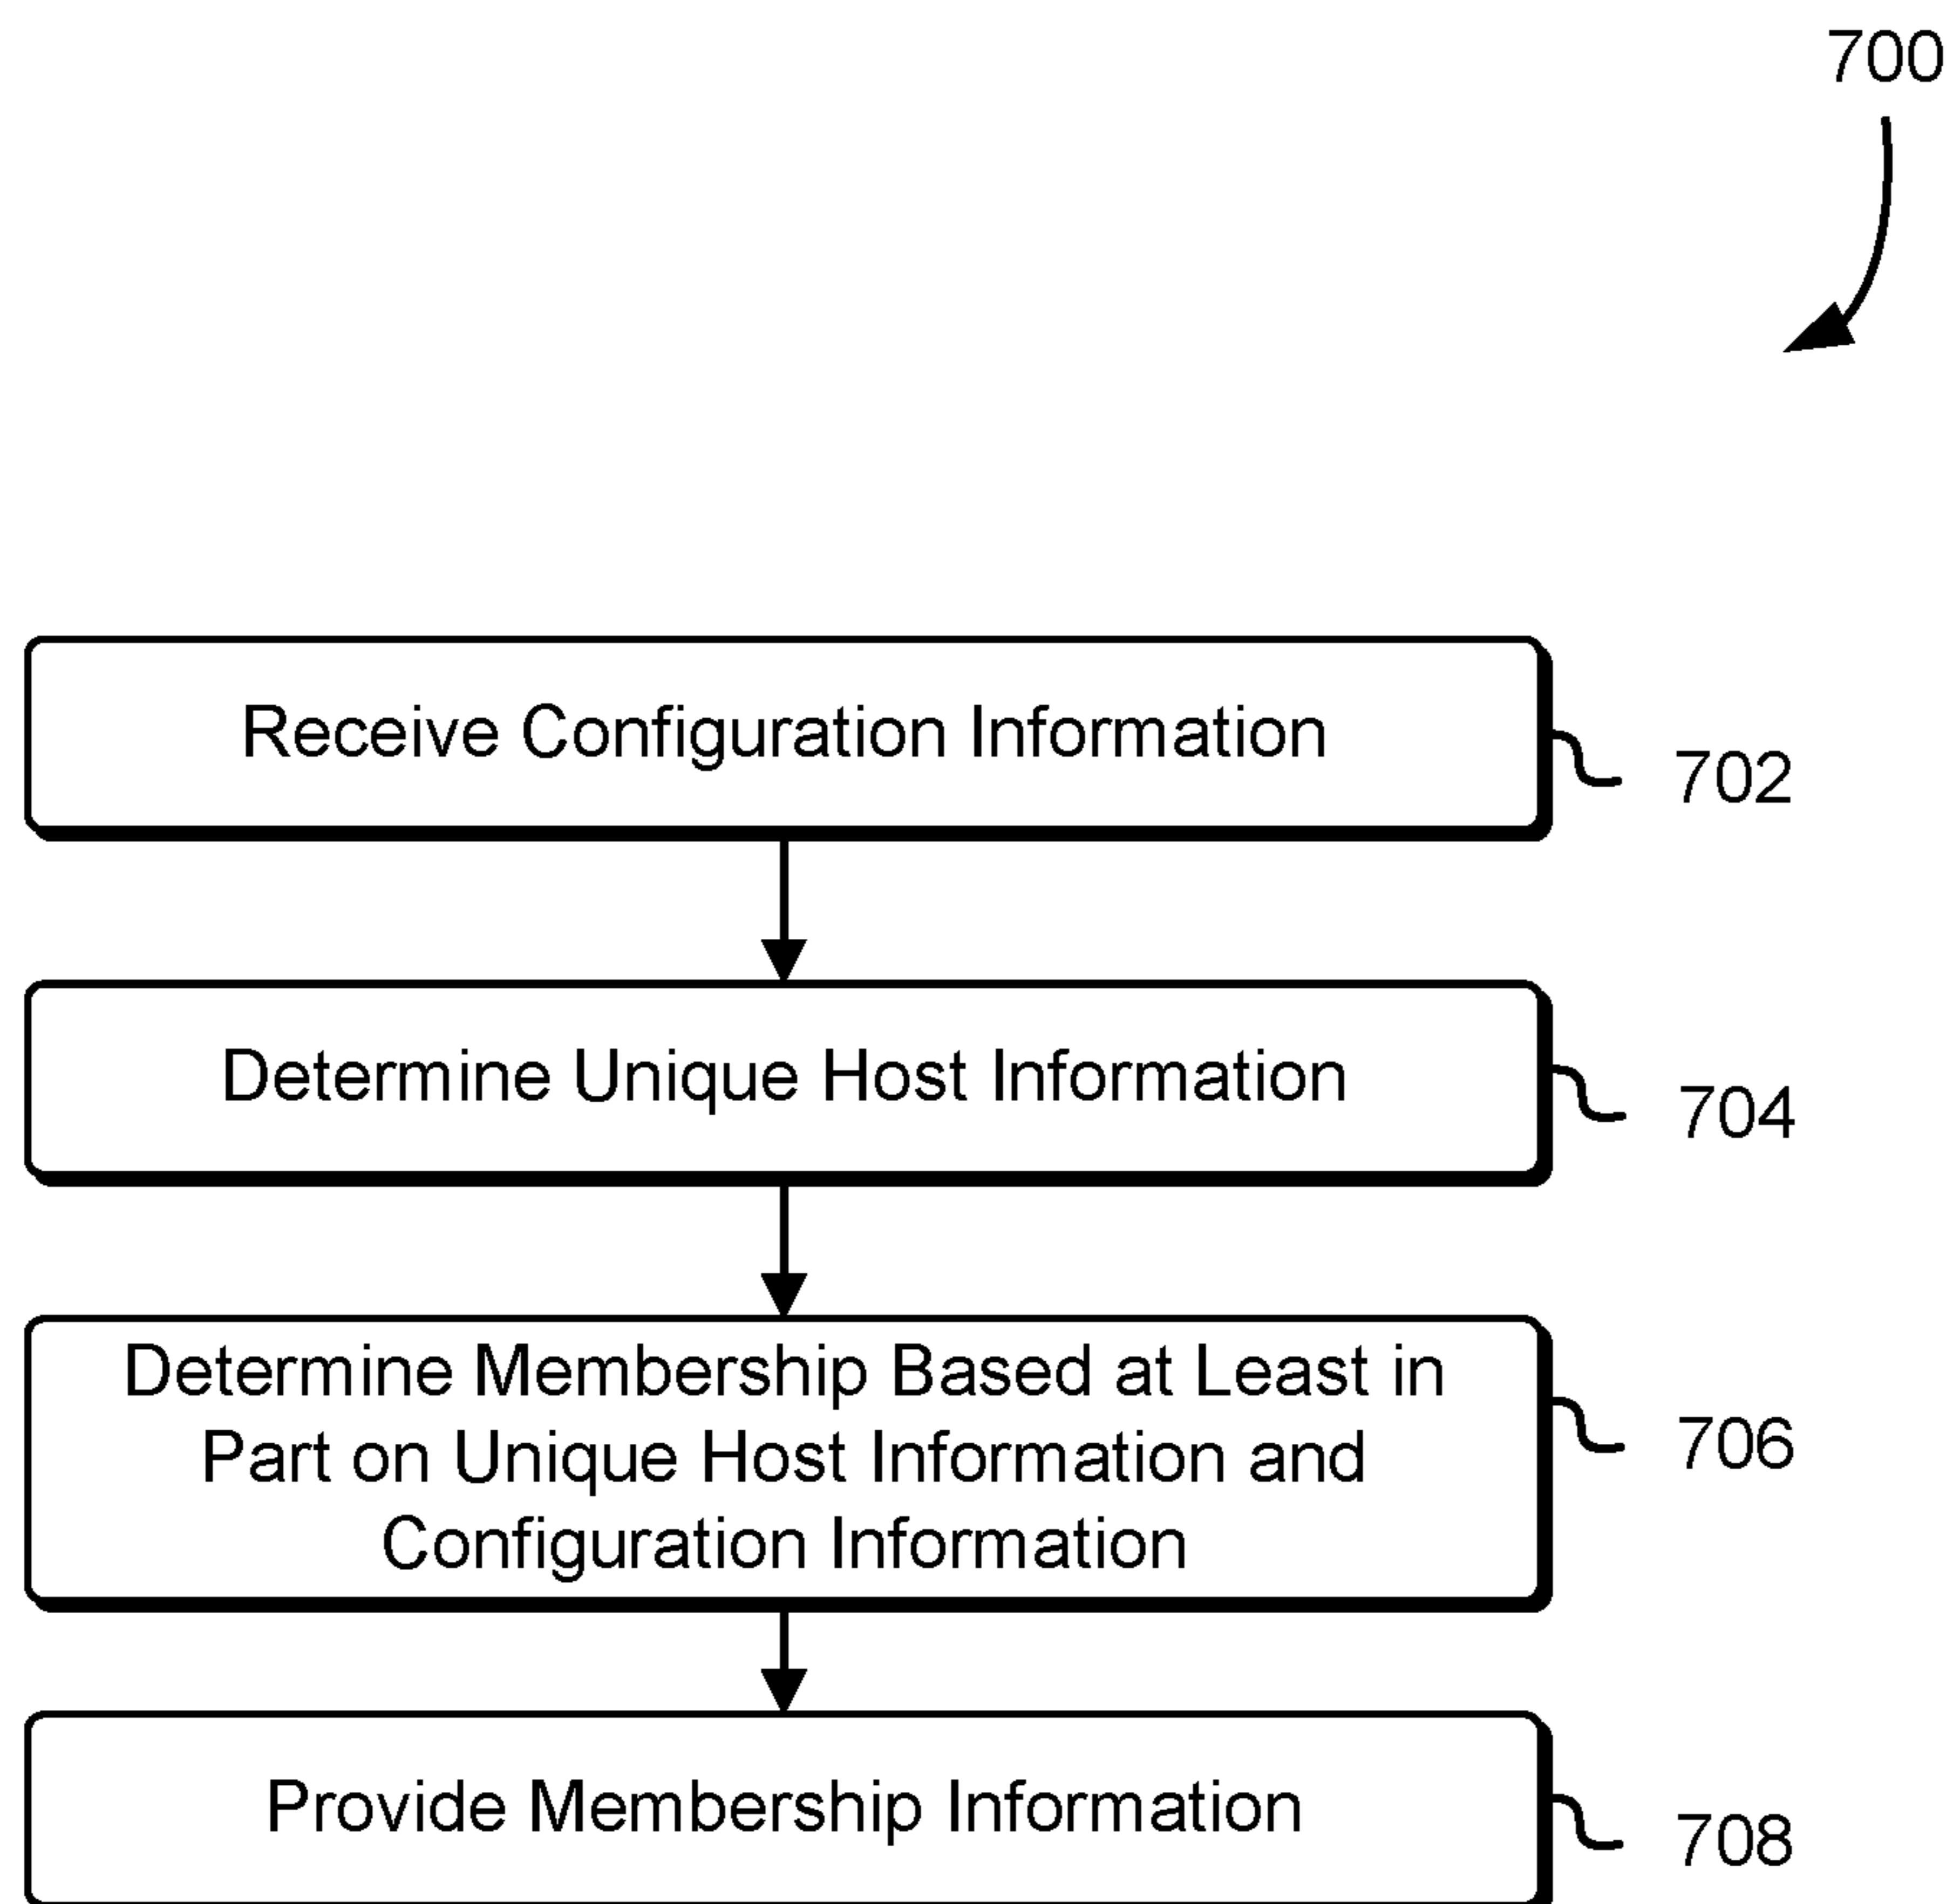 700
Receive Configuration Information
702
Determine Unique Host Information
704
Determine Membership Based at Least in
Part on Unique Host Information and
Configuration Information
706
Provide Membership Information
708